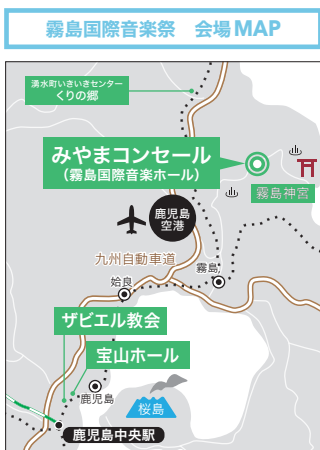 霧島国際音楽祭 会場MAP
湧水町いきいきセンター
くりの郷
みやまコンセール
(霧島国際音楽ホール)
霧島神宮
鹿児島
空港
九州自動車道
霧島
姶良
ザビエル教会
宝山ホール
鹿児島
桜島
鹿児島中央駅